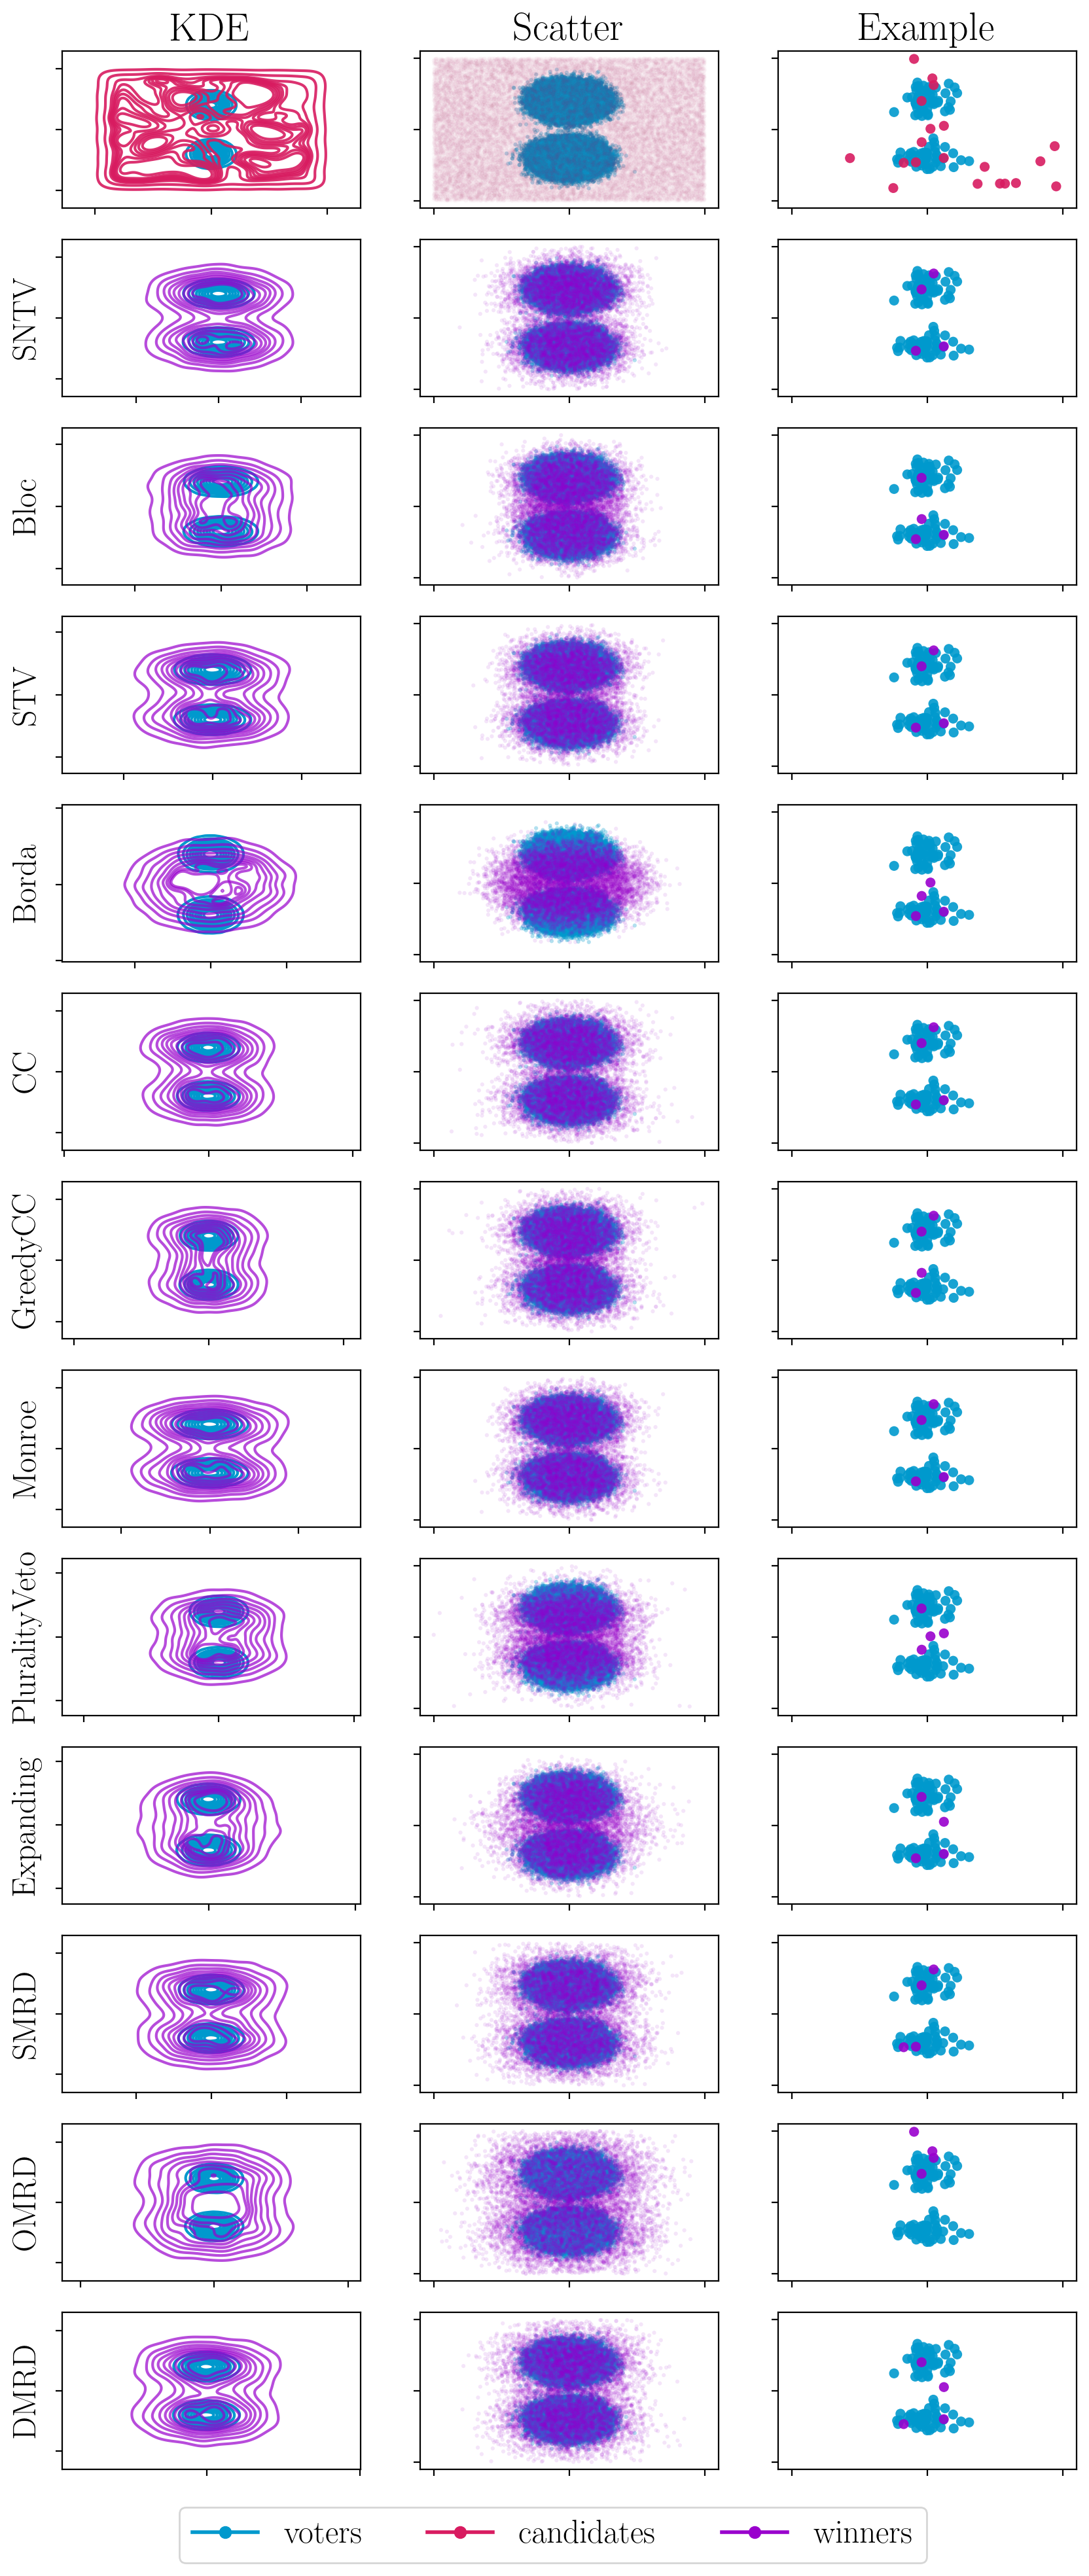 KDE Scatter Example
SNTV
Bloc
STV
Borda
CC
GreedyCC
Monroe
PluralityVeto
Expanding
SMRD
OMRD
DMRD
voters candidates winners